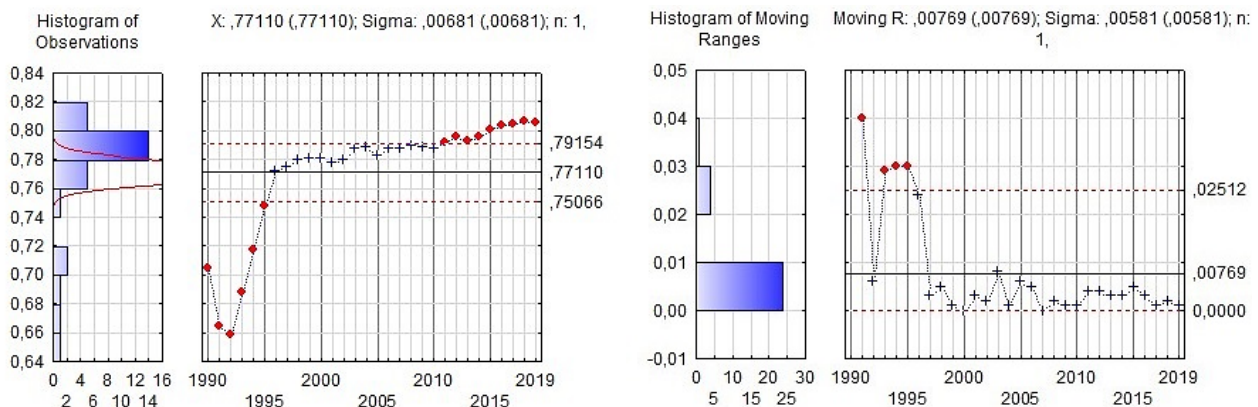 Histogram of
Observations
X: ,77110 (,77110); Sigma: ,00681 (,00681); n: 1,
0,84
0,82
0,80
0,78
0,76
0,74
0,72
0,70
0,68
0,66
0,64
0 4 8 12 16
2 6 10 14
,79154
,77110
,75066
1990 2000 2010 2019
1995 2005 2015
Histogram of Moving
Ranges
Moving R: ,00769 (,00769); Sigma: ,00581 (,00581); n:
1,
0,05
0,04
0,03
0,02
0,01
0,00
-0,01
0 10 20 30
5 15 25
,02512
,00769
0,0000
1990 2000 2010 2019
1995 2005 2015